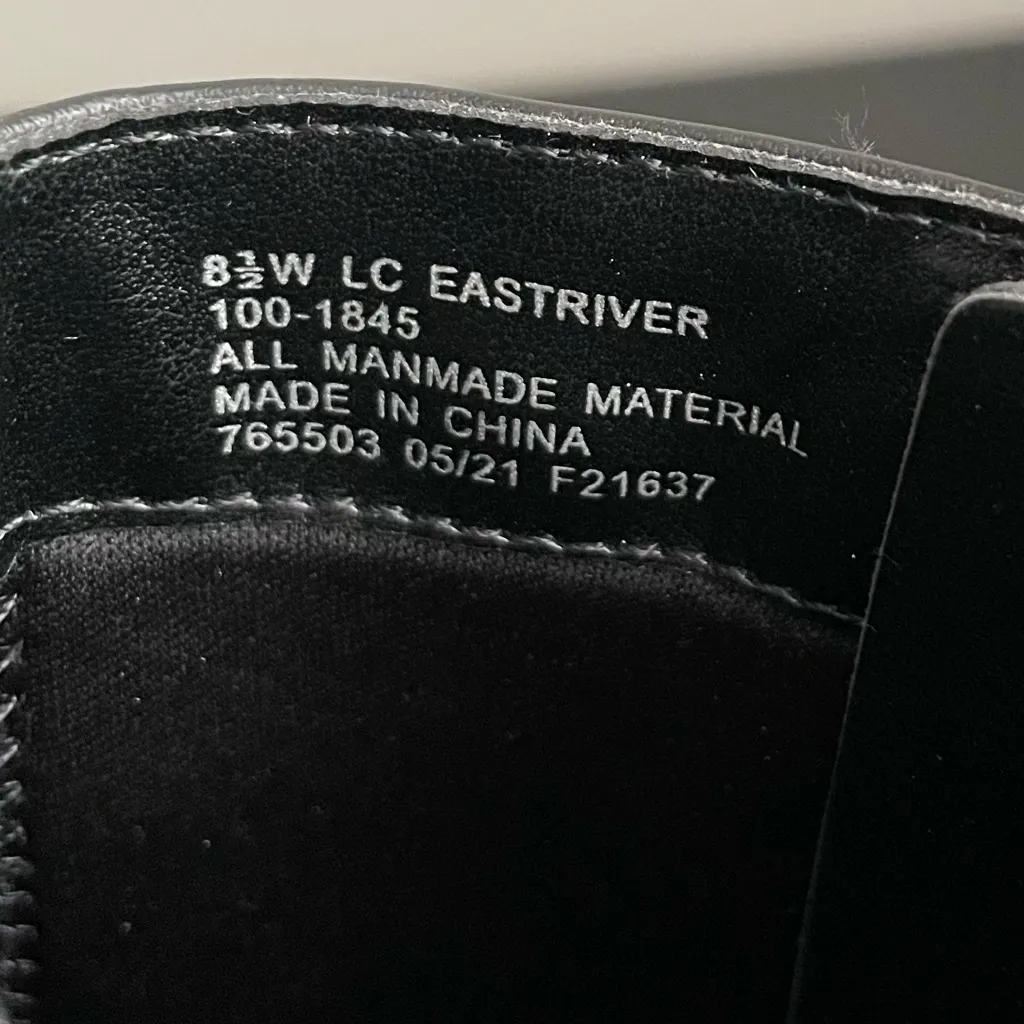 8½W LC EASTRIVER
100-1845
ALL MANMADE MATERIAL
MADE IN CHINA
765503 05/21 F21637